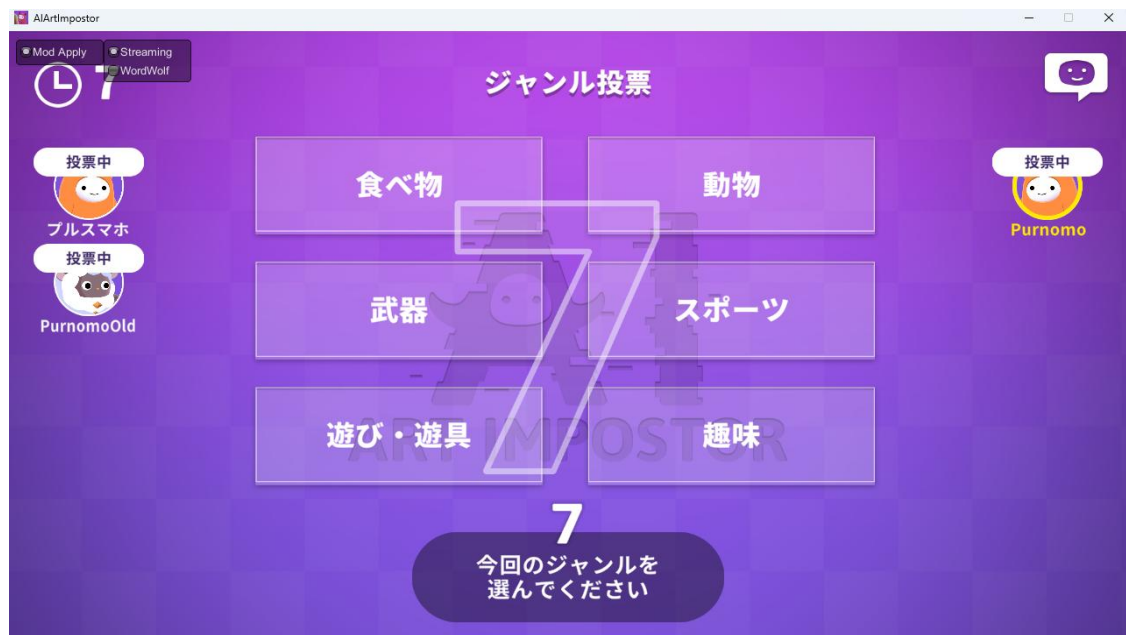 AIArtImpostor
Mod Apply
Streaming
WordWolf
7
ジャンル投票
投票中
プルスマホ
投票中
PurnomoOld
投票中
Purnomo
食べ物
動物
武器
スポーツ
遊び・遊具
趣味
7
AI
ART IMPOSTOR
7
今回のジャンルを
選んでください